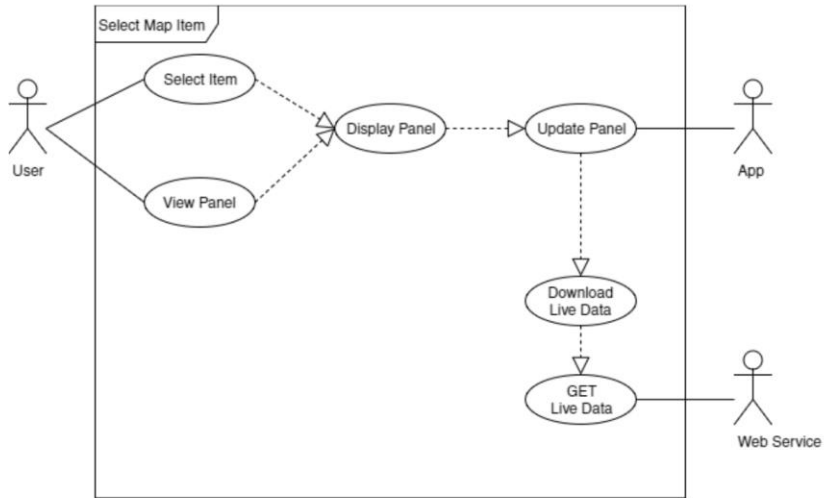 Select Map Item
Select Item
User
Display Panel
Update Panel
App
View Panel
Download
Live Data
GET
Live Data
Web Service